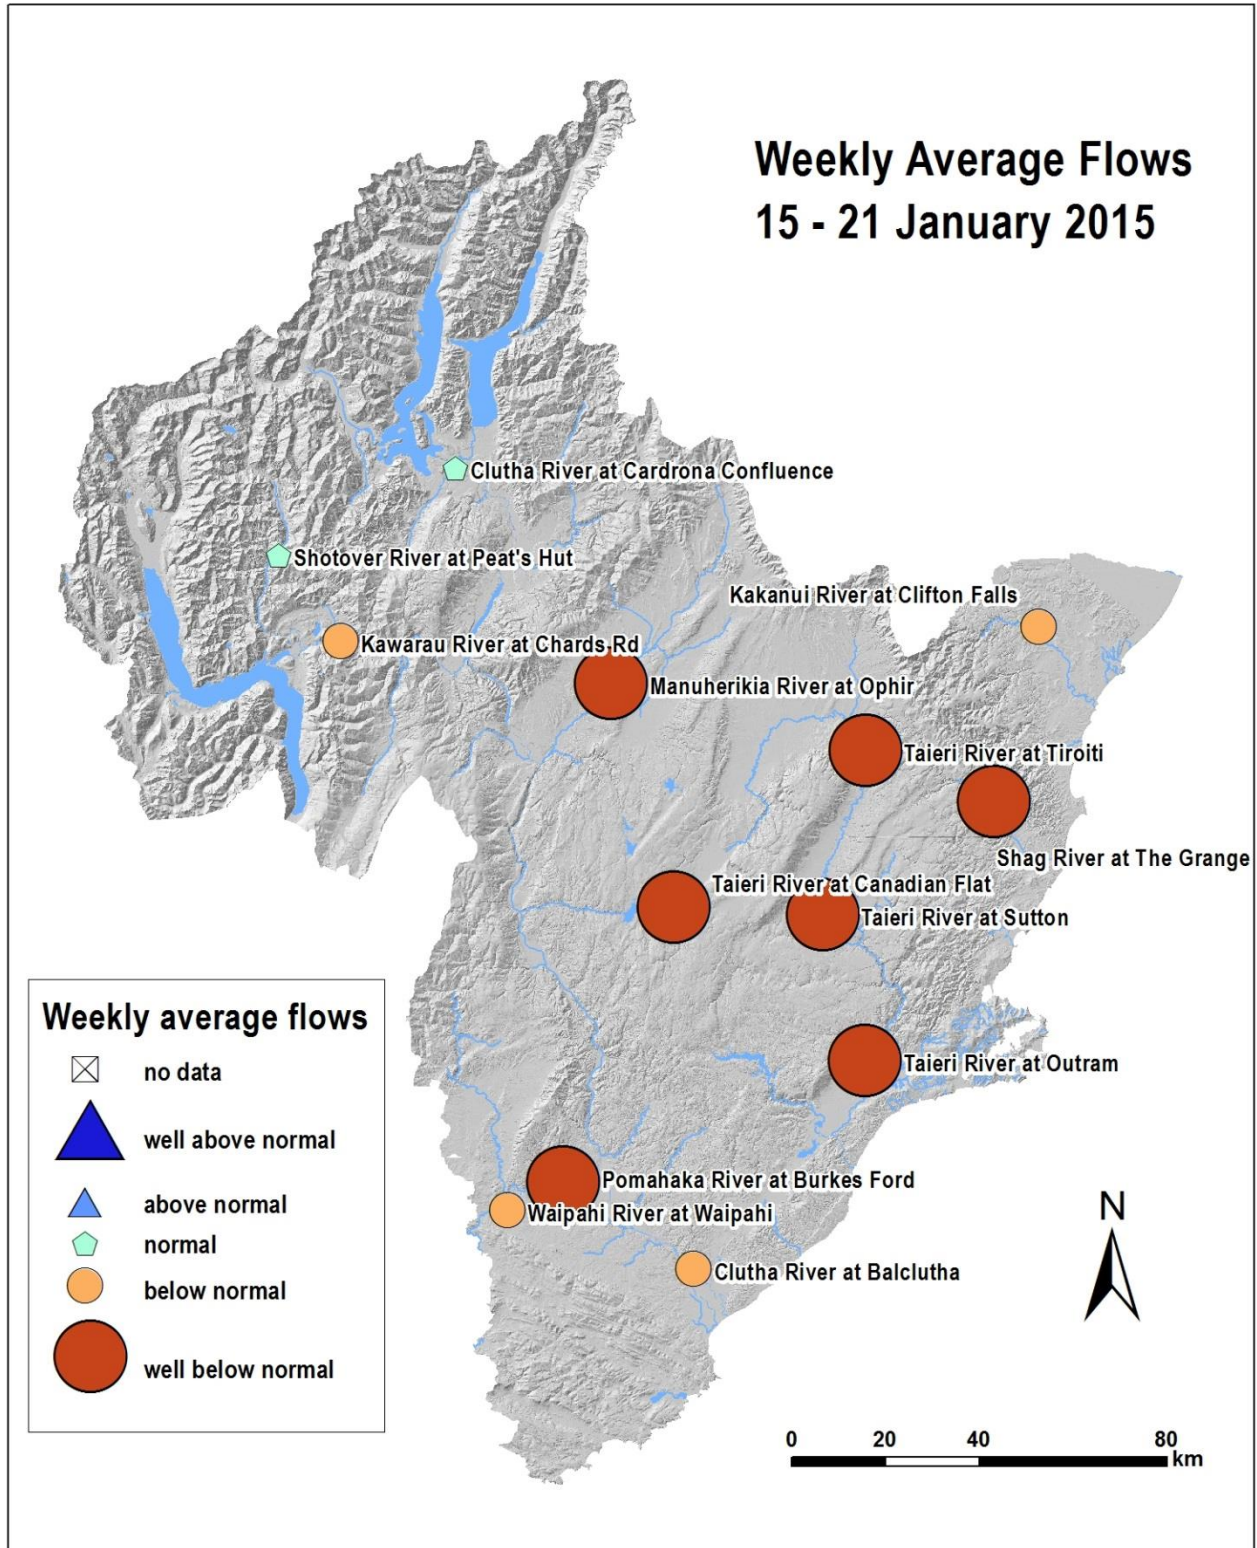 Weekly Average Flows
15 - 21 January 2015
Clutha River at Cardrona Confluence
Shotover River at Peat's Hut
Kakanui River at Clifton Falls
Kawarau River at Chards Rd
Manuherikia River at Ophir
Taieri River at Tiroiti
Shag River at The Grange
Taieri River at Canadian Flat
Taieri River at Sutton
Taieri River at Outram
Pomahaka River at Burkes Ford
Waipahi River at Waipahi
Clutha River at Balclutha
Weekly average flows
no data
well above normal
above normal
normal
below normal
well below normal
N
0 20 40 80
km